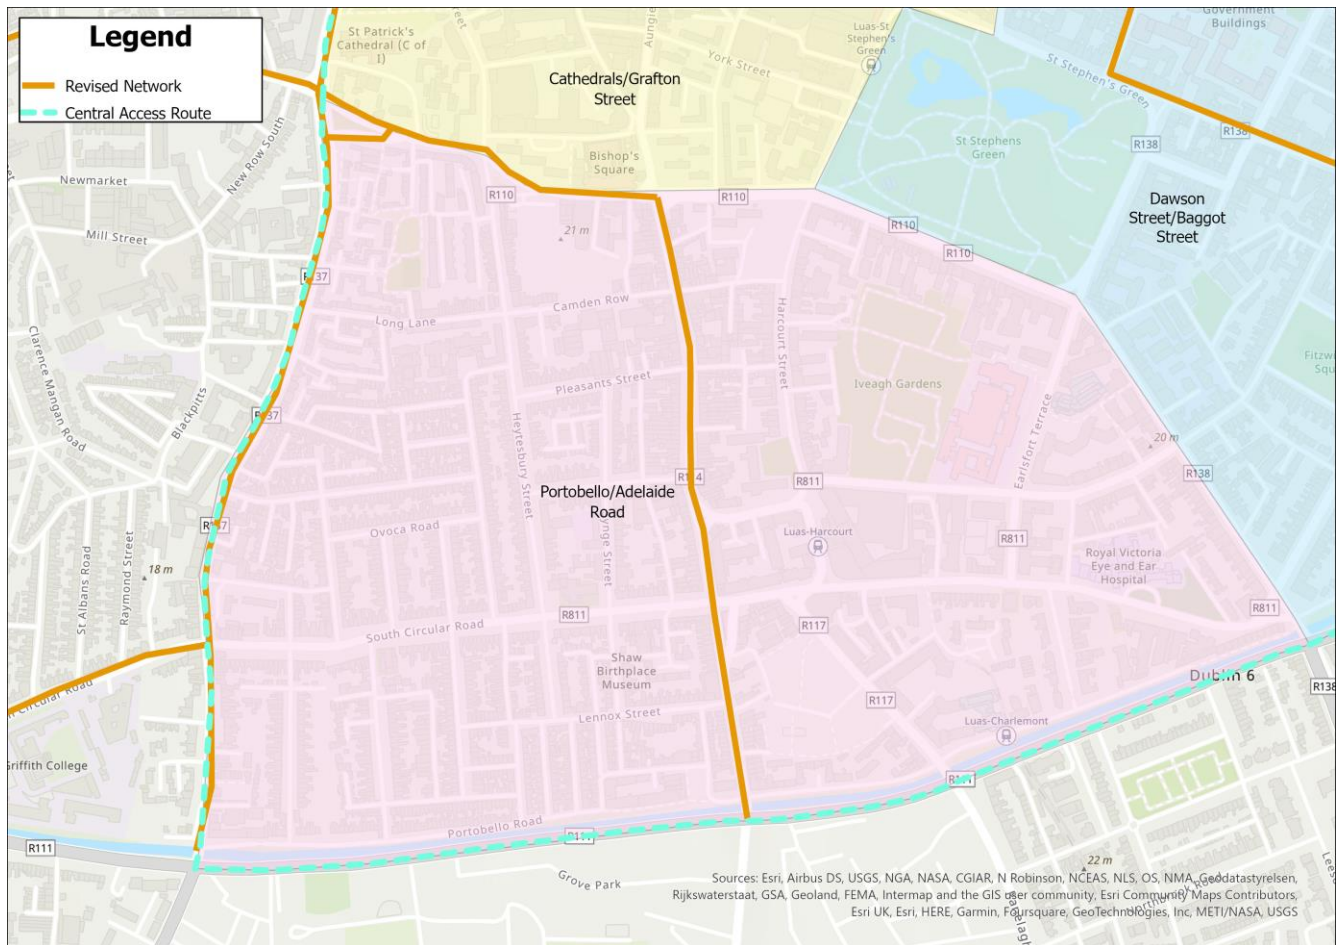 Legend
Revised Network
Central Access Route
St Patrick's
Cathedral (C of
I)
Aungie
Luas-St
Stephen's
Green
Government
Buildings
York Street
Cathedrals/Grafton
Street
St Stephen's Green
R138
R138
St Stephens
Green
Bishop's
Square
New Row South
Newmarket
Mill Street
R110
R110
R110
R110
Dawson
Street/Baggot
Street
21 m
Camden Row
Long Lane
Harcourt Street
Pleasants Street
Iveagh Gardens
Fitzw
Squ
Clarence Mangan Road
Blackpitts
Heytesbury Street
Earlsfort Terrace
20 m
R138
Portobello/Adelaide
Road
R811
Ovoca Road
Luas-Harcourt
R811
Royal Victoria
Eye and Ear
Hospital
18 m
St Albans Road
Raymond Street
R811
South Circular Road
R811
R117
Shaw
Birthplace
Museum
Dublin 6
R138
Circular Road
Lennox Street
R117
Luas-Charlemont
Griffith College
Portobello Road
R111
Grove Park
22 m
Sources: Esri, Airbus DS, USGS, NGA, NASA, CGIAR, N Robinson, NCEAS, NLS, OS, NMA, Geodatastyrelsen,
Rijkswaterstaat, GSA, Geoland, FEMA, Intermap and the GIS user community, Esri Community Maps Contributors,
Esri UK, Esri, HERE, Garmin, Foursquare, GeoTechnologies, Inc, METI/NASA, USGS